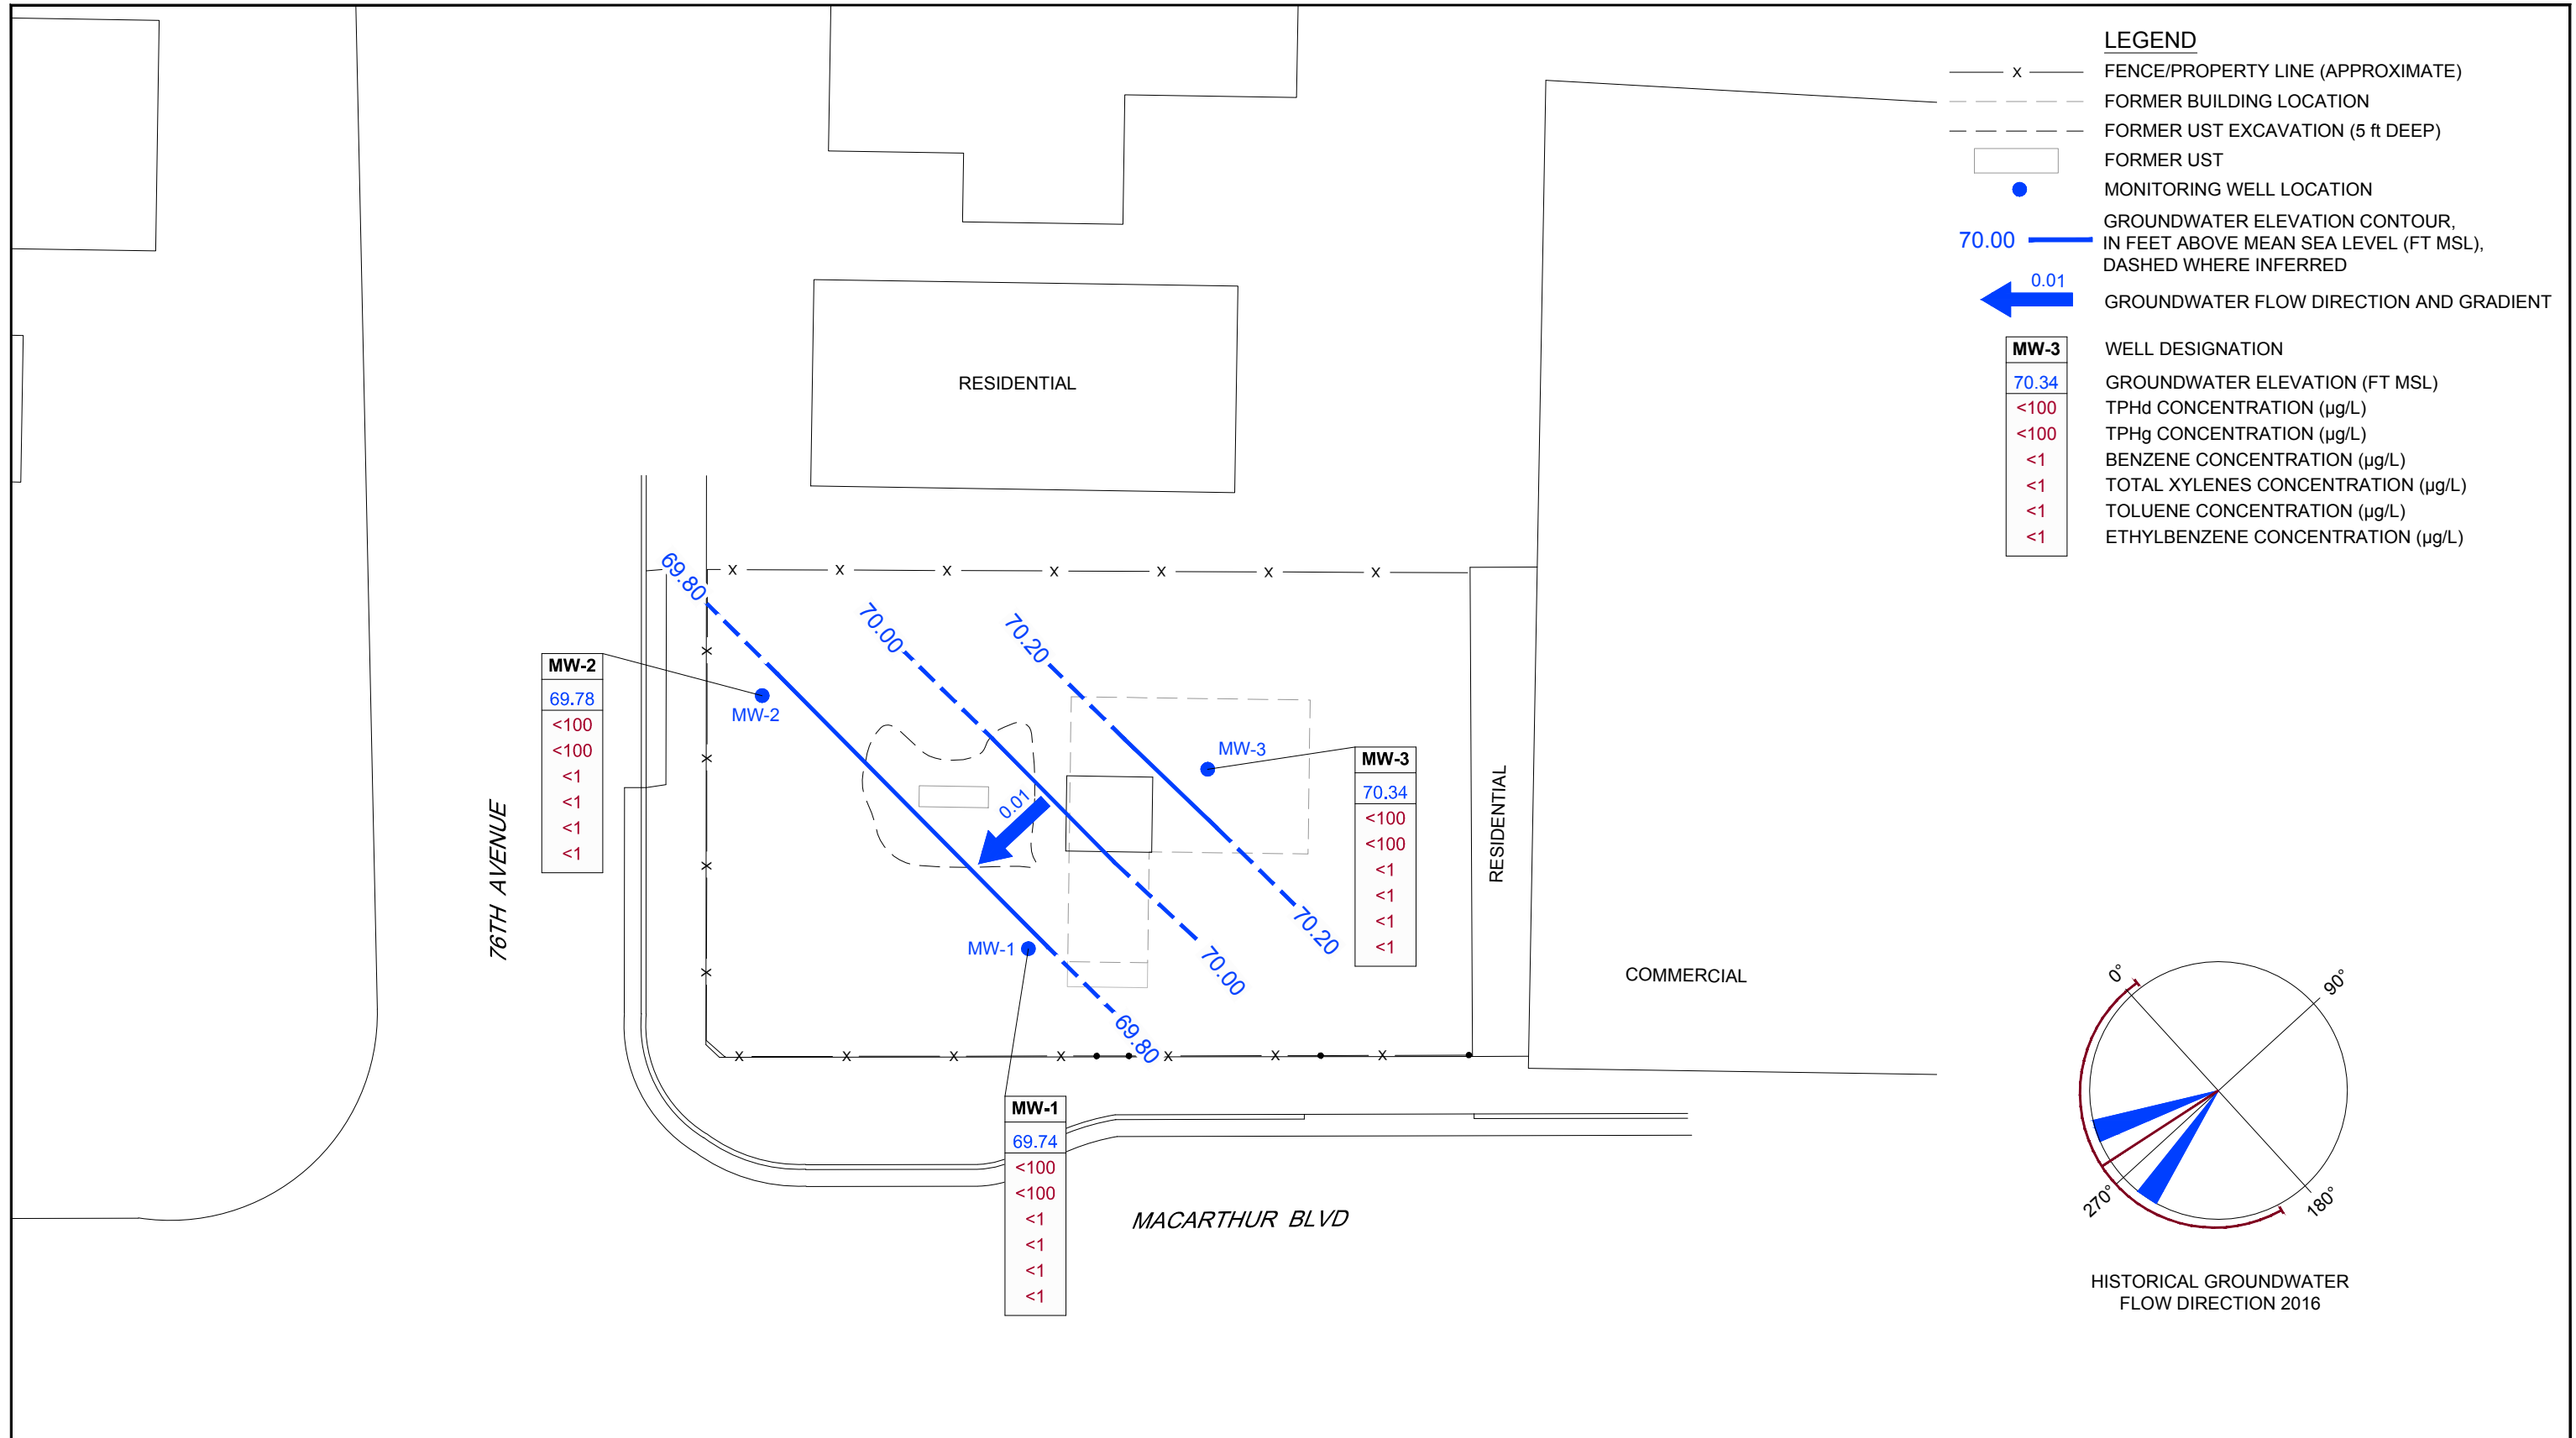 LEGEND
x FENCE/PROPERTY LINE (APPROXIMATE)
FORMER BUILDING LOCATION
FORMER UST EXCAVATION (5 ft DEEP)
FORMER UST
MONITORING WELL LOCATION
70.00 GROUNDWATER ELEVATION CONTOUR,
IN FEET ABOVE MEAN SEA LEVEL (FT MSL),
DASHED WHERE INFERRED
0.01
GROUNDWATER FLOW DIRECTION AND GRADIENT
MW-3 WELL DESIGNATION
70.34 GROUNDWATER ELEVATION (FT MSL)
<100 TPHd CONCENTRATION (µg/L)
<100 TPHg CONCENTRATION (µg/L)
<1 BENZENE CONCENTRATION (µg/L)
<1 TOTAL XYLENES CONCENTRATION (µg/L)
<1 TOLUENE CONCENTRATION (µg/L)
<1 ETHYLBENZENE CONCENTRATION (µg/L)
RESIDENTIAL
x x x x x x x
69.80
70.00
70.20
x
x
x
x
MW-2
69.78
<100
<100
<1
<1
<1
<1
MW-2
MW-3
MW-3
70.34
<100
<100
<1
<1
<1
<1
0.01
76TH AVENUE
RESIDENTIAL
COMMERCIAL
MW-1
70.20
70.00
69.80
x x x x x x x
MW-1
69.74
<100
<100
<1
<1
<1
<1
MACARTHUR BLVD
0°
90°
270°
180°
HISTORICAL GROUNDWATER
FLOW DIRECTION 2016